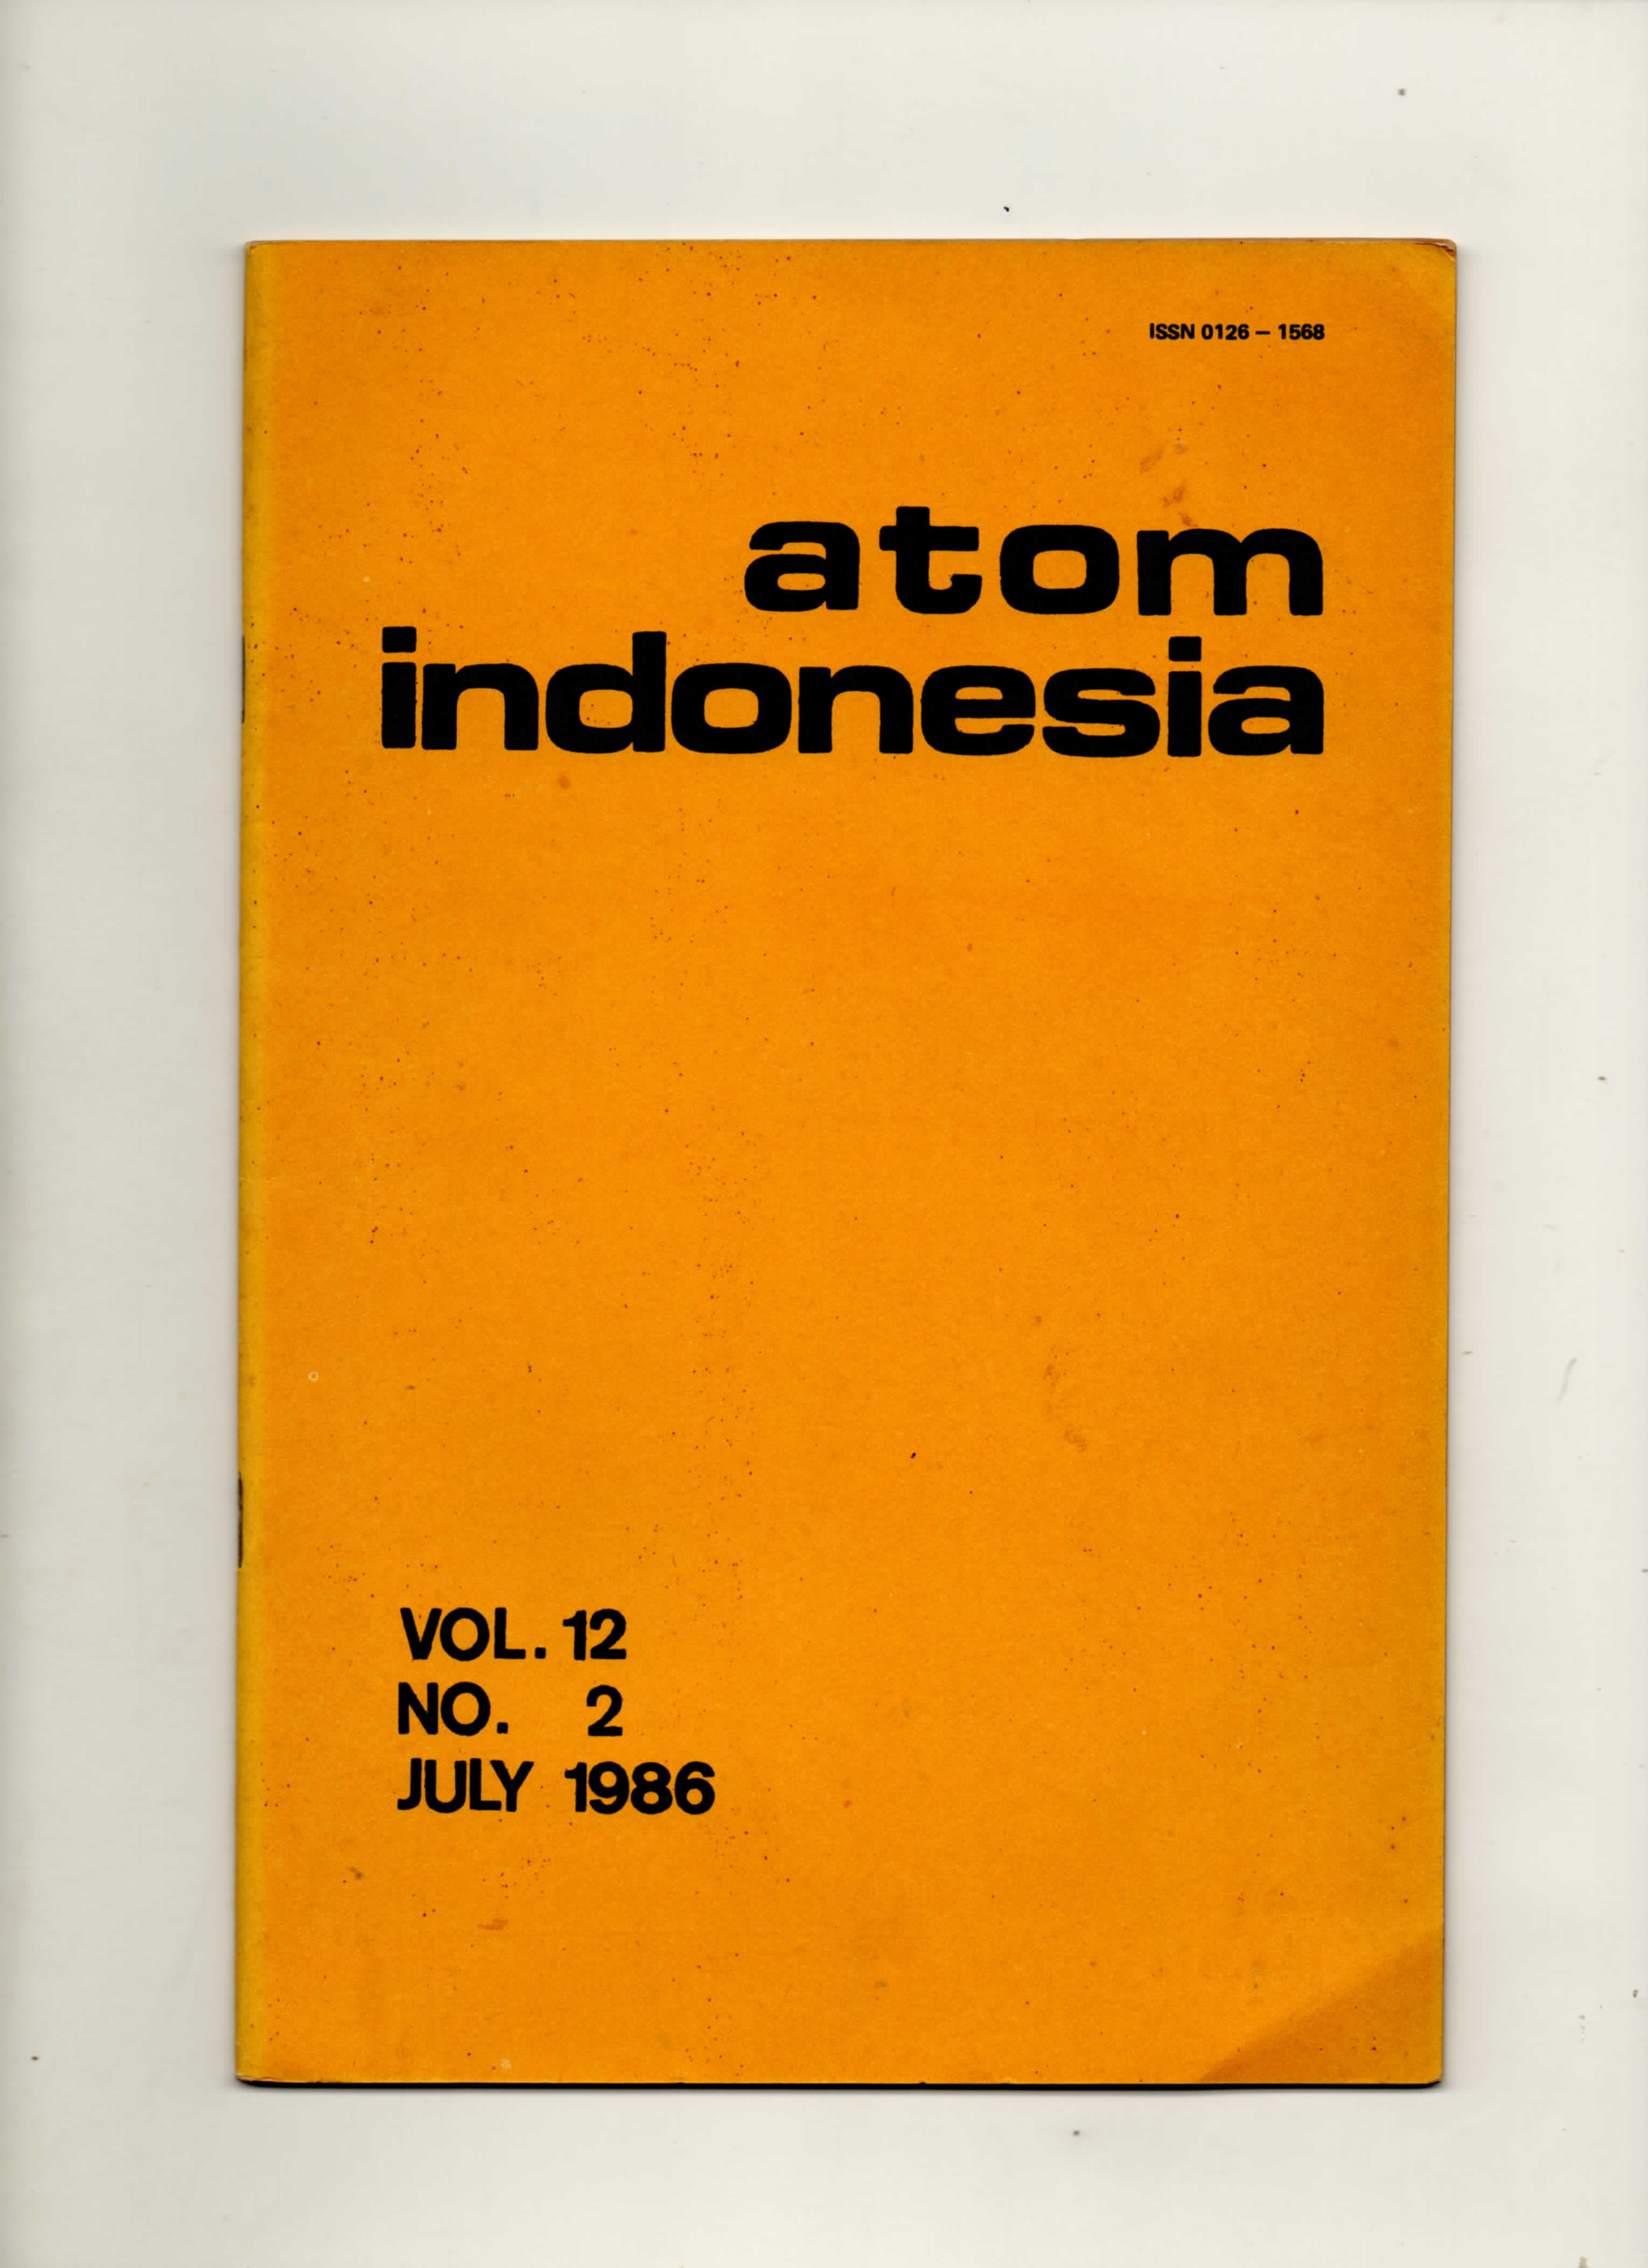 ISSN 0126 – 1568
atom
indonesia
VOL. 12
NO. 2
JULY 1986